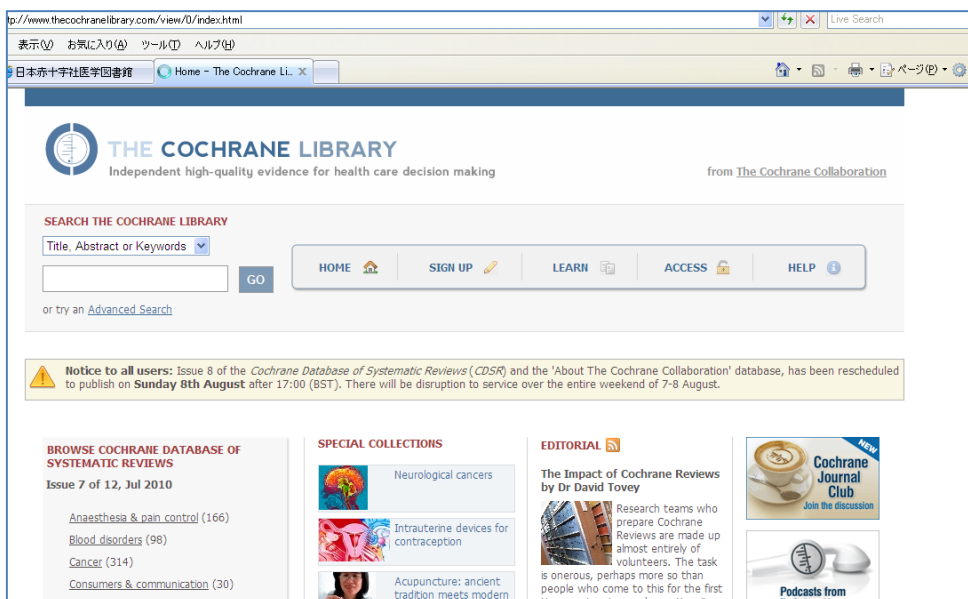 tp://www.thecochranelibrary.com/view/0/index.html
Live Search
表示(V) お気に入り(A) ツール(T) ヘルプ(H)
日本赤十字社医学図書館
Home - The Cochrane Li...
ページ(P)
THE COCHRANE LIBRARY
Independent high-quality evidence for health care decision making
from The Cochrane Collaboration
SEARCH THE COCHRANE LIBRARY
Title, Abstract or Keywords
GO
or try an Advanced Search
HOME
SIGN UP
LEARN
ACCESS
HELP
Notice to all users: Issue 8 of the Cochrane Database of Systematic Reviews (CDSR) and the 'About The Cochrane Collaboration' database, has been rescheduled
to publish on Sunday 8th August after 17:00 (BST). There will be disruption to service over the entire weekend of 7-8 August.
BROWSE COCHRANE DATABASE OF
SYSTEMATIC REVIEWS
Issue 7 of 12, Jul 2010
Anaesthesia & pain control (166)
Blood disorders (98)
Cancer (314)
Consumers & communication (30)
SPECIAL COLLECTIONS
Neurological cancers
Intrauterine devices for
contraception
Acupuncture: ancient
tradition meets modern
EDITORIAL
The Impact of Cochrane Reviews
by Dr David Tovey
Research teams who
prepare Cochrane
Reviews are made up
almost entirely of
volunteers. The task
is onerous, perhaps more so than
people who come to this for the first
NEW
Cochrane
Journal
Club
Join the discussion
Podcasts from